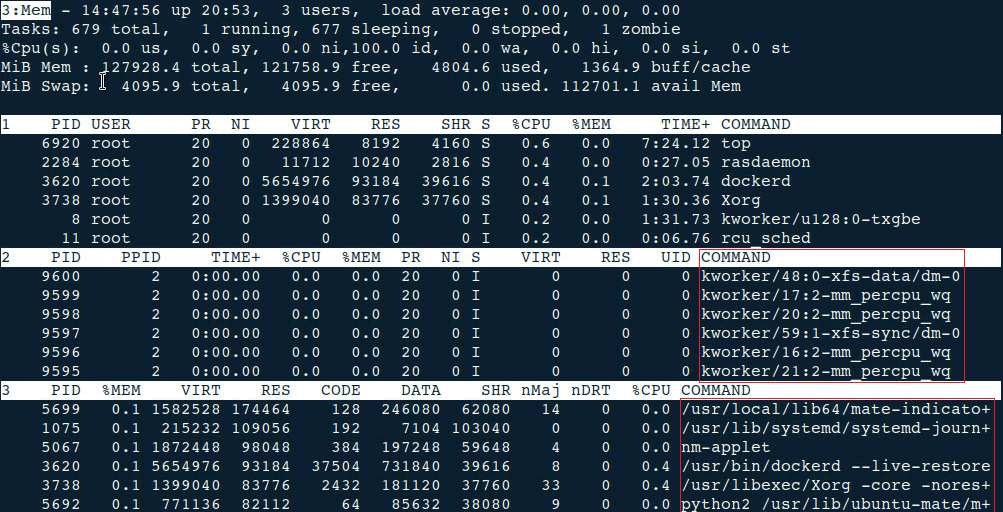 3:Mem - 14:47:56 up 20:53,  3 users,  load average: 0.00, 0.00, 0.00
Tasks: 679 total,   1 running, 677 sleeping,   0 stopped,   1 zombie
%Cpu(s):  0.0 us,  0.0 sy,  0.0 ni,100.0 id,  0.0 wa,  0.0 hi,  0.0 si,  0.0 st
MiB Mem : 127928.4 total, 121758.9 free,   4804.6 used,   1364.9 buff/cache
MiB Swap:   4095.9 total,   4095.9 free,      0.0 used. 112701.1 avail Mem
1    PID USER      PR  NI    VIRT    RES    SHR S  %CPU  %MEM     TIME+ COMMAND
6920 root      20   0  228864   8192   4160 S   0.6   0.0   7:24.12 top
2284 root      20   0   11712  10240   2816 S   0.4   0.0   0:27.05 rasdaemon
3620 root      20   0 5654976  93184  39616 S   0.4   0.1   2:03.74 dockerd
3738 root      20   0 1399040  83776  37760 S   0.4   0.1   1:30.36 Xorg
8 root      20   0       0      0      0 I   0.2   0.0   1:31.73 kworker/u128:0-txgbe
11 root      20   0       0      0      0 I   0.2   0.0   0:06.76 rcu_sched
2    PID    PPID     TIME+  %CPU  %MEM  PR  NI S    VIRT    RES   UID COMMAND
9600       2   0:00.00   0.0   0.0  20   0 I       0      0     0 kworker/48:0-xfs-data/dm-0
9599       2   0:00.00   0.0   0.0  20   0 I       0      0     0 kworker/17:2-mm_percpu_wq
9598       2   0:00.00   0.0   0.0  20   0 I       0      0     0 kworker/20:2-mm_percpu_wq
9597       2   0:00.00   0.0   0.0  20   0 I       0      0     0 kworker/59:1-xfs-sync/dm-0
9596       2   0:00.00   0.0   0.0  20   0 I       0      0     0 kworker/16:2-mm_percpu_wq
9595       2   0:00.00   0.0   0.0  20   0 I       0      0     0 kworker/21:2-mm_percpu_wq
3    PID  %MEM    VIRT    RES   CODE    DATA    SHR nMaj nDRT  %CPU COMMAND
5699   0.1 1582528 174464    128  246080  62080   14    0   0.0 /usr/local/lib64/mate-indicato+
1075   0.1  215232 109056    192    7104 103040    0    0   0.0 /usr/lib/systemd/systemd-journ+
5067   0.1 1872448  98048    384  197248  59648    4    0   0.0 nm-applet
3620   0.1 5654976  93184  37504  731840  39616    8    0   0.4 /usr/bin/dockerd --live-restore
3738   0.1 1399040  83776   2432  181120  37760   33    0   0.4 /usr/libexec/Xorg -core -nores+
5692   0.1  771136  82112     64   85632  38080    9    0   0.0 python2 /usr/lib/ubuntu-mate/m+